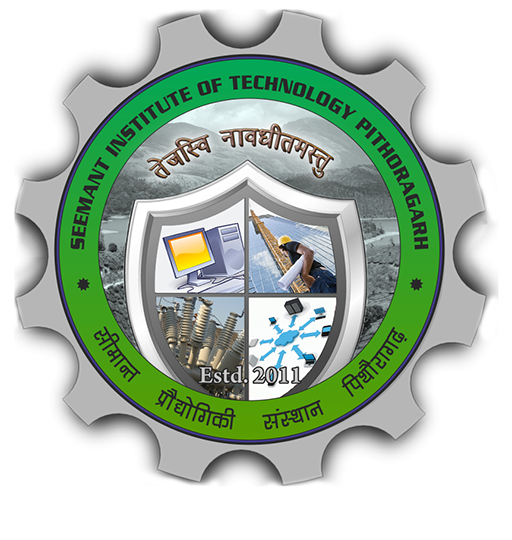 SEEMANT INSTITUTE OF TECHNOLOGY PITHORAGARH
तेजस्वि नावधीतमस्तु
Estd. 2011
सीमान्त प्रौद्योगिकी संस्थान पिथौरागढ़